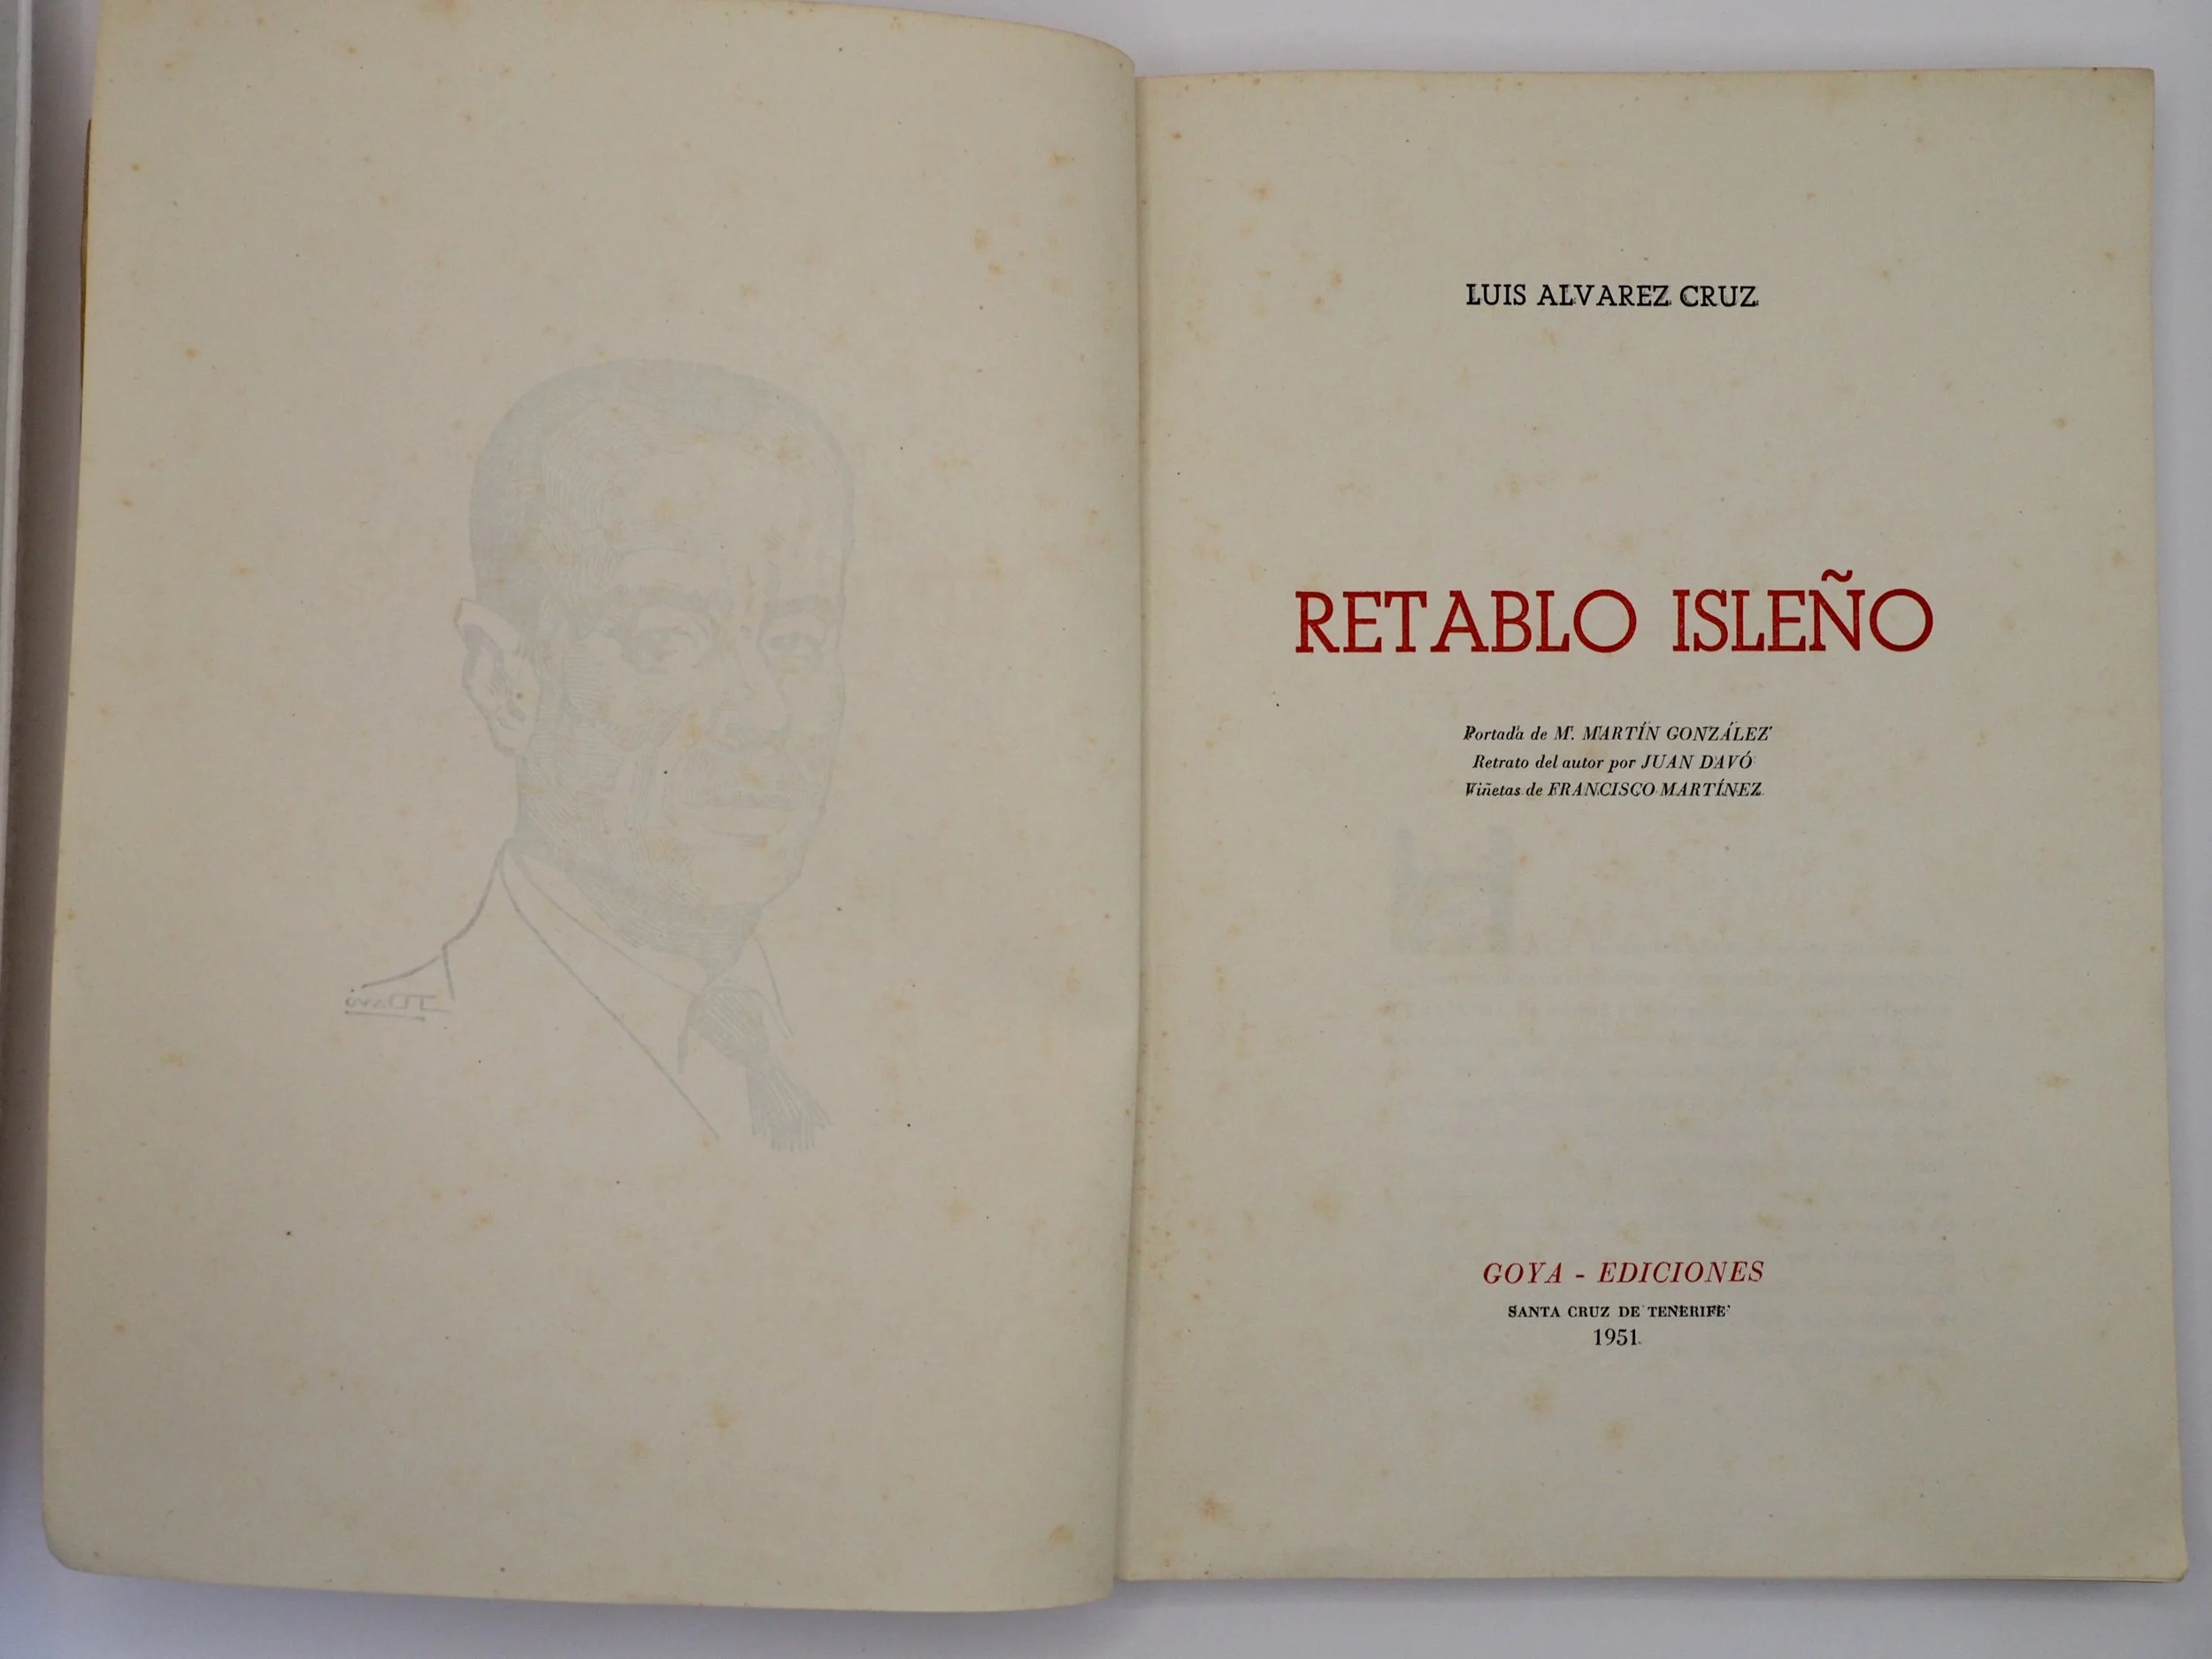 LUIS ALVAREZ CRUZ
RETABLO ISLEÑO
Portada de M. MARTÍN GONZÁLEZ
Retrato del autor por JUAN DAVÓ
Viñetas de FRANCISCO MARTÍNEZ
GOYA - EDICIONES
SANTA CRUZ DE TENERIFE
1951